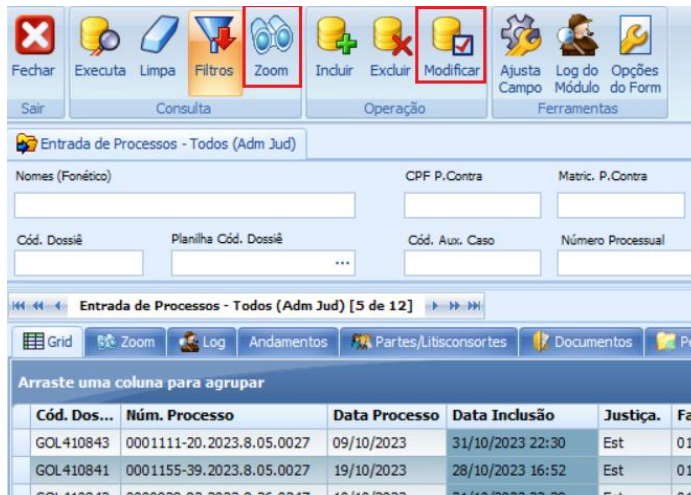 Fechar Executa Limpa Filtros Zoom Incluir Excluir Modificar Ajusta Campo Log do Módulo Opções do Form
Sair Consulta Operação Ferramentas
Entrada de Processos - Todos (Adm Jud)
Nomes (Fonético) CPF P.Contra Matric. P.Contra
Cód. Dossiê Planilha Cód. Dossiê Cód. Aux. Caso Número Processual
...
Entrada de Processos - Todos (Adm Jud) [5 de 12]
Grid Zoom Log Andamentos Partes/Litisconsortes Documentos
Arraste uma coluna para agrupar
Cód. Dos... Núm. Processo Data Processo Data Inclusão Justiça.
GOL410843 0001111-20.2023.8.05.0027 09/10/2023 31/10/2023 22:30 Est 01
GOL410841 0001155-39.2023.8.05.0027 19/10/2023 28/10/2023 16:52 Est 01